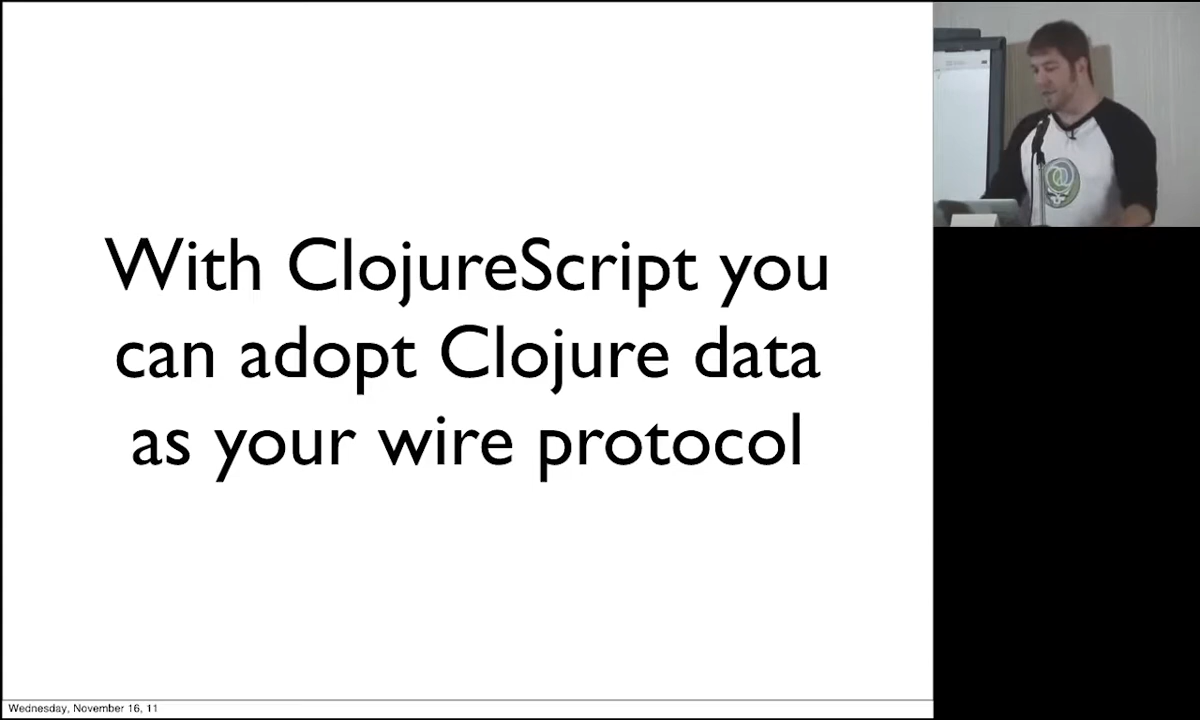 With ClojureScript you
can adopt Clojure data
as your wire protocol
Wednesday, November 16, 11